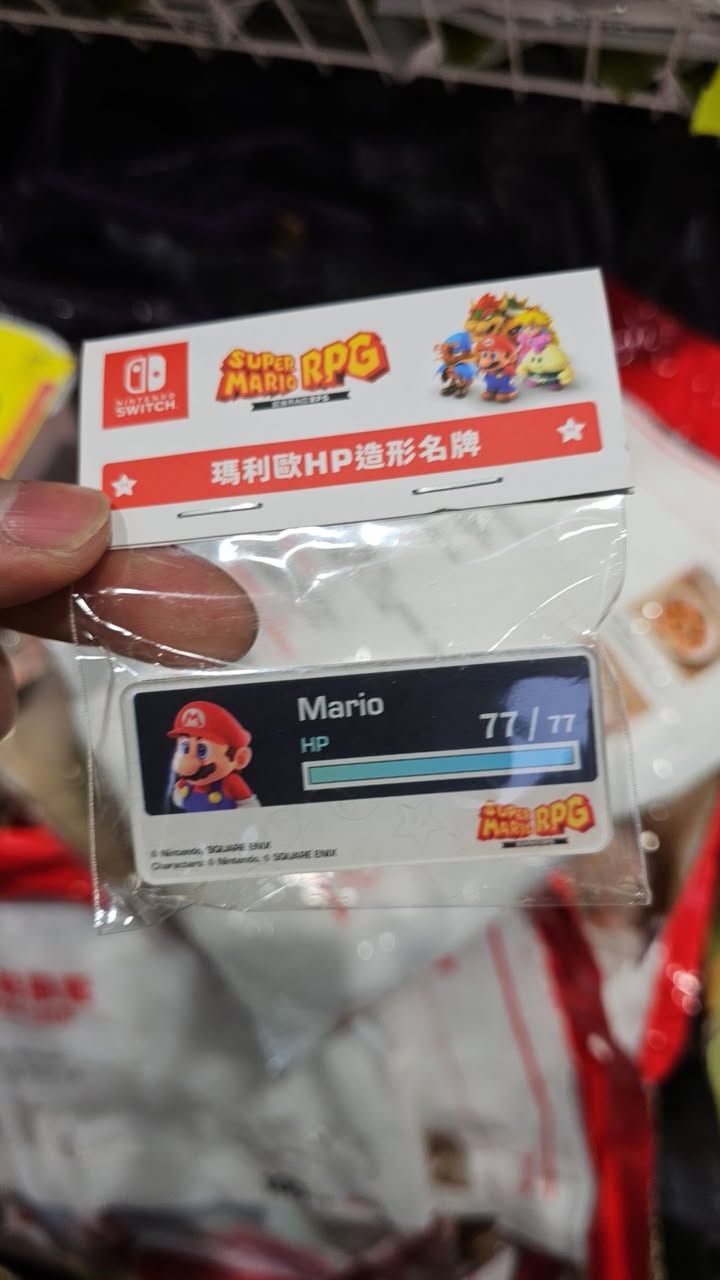 NINTENDO
SWITCH
SUPER
MARIO RPG
瑪利歐HP造形名牌
M
Mario
HP
77 / 77
SUPER
MARIO RPG
© Nintendo, SQUARE ENIX
Characters: © Nintendo, © SQUARE ENIX